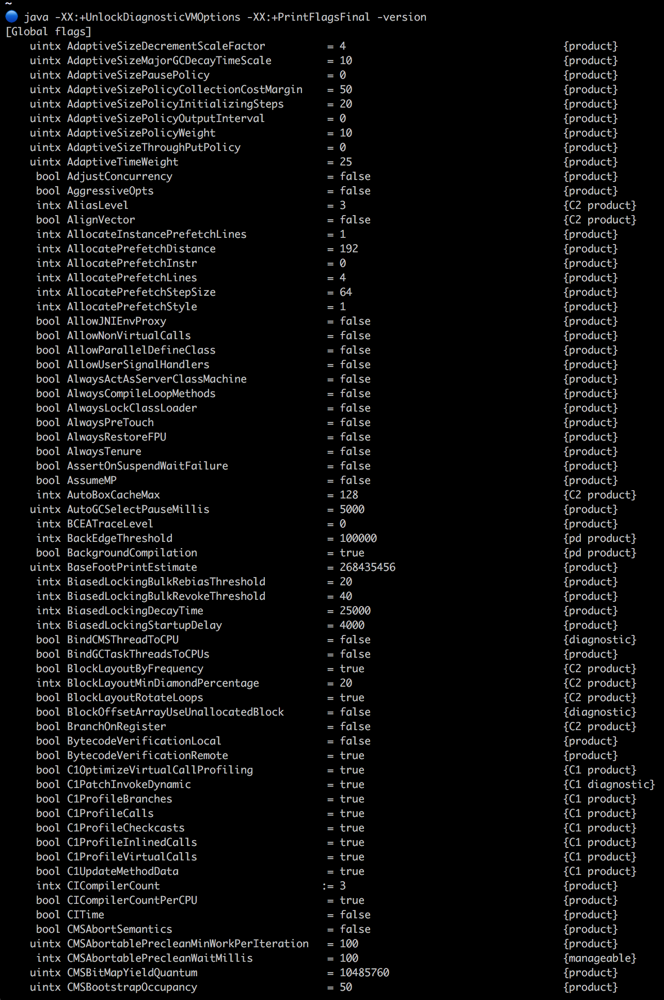 ~
java -XX:+UnlockDiagnosticVMOptions -XX:+PrintFlagsFinal -version
[Global flags]
uintx AdaptiveSizeDecrementScaleFactor = 4 {product}
uintx AdaptiveSizeMajorGCDecayTimeScale = 10 {product}
uintx AdaptiveSizePausePolicy = 0 {product}
uintx AdaptiveSizePolicyCollectionCostMargin = 50 {product}
uintx AdaptiveSizePolicyInitializingSteps = 20 {product}
uintx AdaptiveSizePolicyOutputInterval = 0 {product}
uintx AdaptiveSizePolicyWeight = 10 {product}
uintx AdaptiveSizeThroughPutPolicy = 0 {product}
uintx AdaptiveTimeWeight = 25 {product}
bool AdjustConcurrency = false {product}
bool AggressiveOpts = false {product}
intx AliasLevel = 3 {C2 product}
bool AlignVector = false {C2 product}
intx AllocateInstancePrefetchLines = 1 {product}
intx AllocatePrefetchDistance = 192 {product}
intx AllocatePrefetchInstr = 0 {product}
intx AllocatePrefetchLines = 4 {product}
intx AllocatePrefetchStepSize = 64 {product}
intx AllocatePrefetchStyle = 1 {product}
bool AllowJNIEnvProxy = false {product}
bool AllowNonVirtualCalls = false {product}
bool AllowParallelDefineClass = false {product}
bool AllowUserSignalHandlers = false {product}
bool AlwaysActAsServerClassMachine = false {product}
bool AlwaysCompileLoopMethods = false {product}
bool AlwaysLockClassLoader = false {product}
bool AlwaysPreTouch = false {product}
bool AlwaysRestoreFPU = false {product}
bool AlwaysTenure = false {product}
bool AssertOnSuspendWaitFailure = false {product}
bool AssumeMP = false {product}
intx AutoBoxCacheMax = 128 {C2 product}
uintx AutoGCSelectPauseMillis = 5000 {product}
intx BCEATraceLevel = 0 {product}
intx BackEdgeThreshold = 100000 {pd product}
bool BackgroundCompilation = true {pd product}
uintx BaseFootPrintEstimate = 268435456 {product}
intx BiasedLockingBulkRebiasThreshold = 20 {product}
intx BiasedLockingBulkRevokeThreshold = 40 {product}
intx BiasedLockingDecayTime = 25000 {product}
intx BiasedLockingStartupDelay = 4000 {product}
bool BindCMSThreadToCPU = false {diagnostic}
bool BindGCTaskThreadsToCPUs = false {product}
bool BlockLayoutByFrequency = true {C2 product}
intx BlockLayoutMinDiamondPercentage = 20 {C2 product}
bool BlockLayoutRotateLoops = true {C2 product}
bool BlockOffsetArrayUseUnallocatedBlock = false {diagnostic}
bool BranchOnRegister = false {C2 product}
bool BytecodeVerificationLocal = false {product}
bool BytecodeVerificationRemote = true {product}
bool C1OptimizeVirtualCallProfiling = true {C1 product}
bool C1PatchInvokeDynamic = true {C1 diagnostic}
bool C1ProfileBranches = true {C1 product}
bool C1ProfileCalls = true {C1 product}
bool C1ProfileCheckcasts = true {C1 product}
bool C1ProfileInlinedCalls = true {C1 product}
bool C1ProfileVirtualCalls = true {C1 product}
bool C1UpdateMethodData = true {C1 product}
intx CICompilerCount := 3 {product}
bool CICompilerCountPerCPU = true {product}
bool CITime = false {product}
bool CMSAbortSemantics = false {product}
uintx CMSAbortablePrecleanMinWorkPerIteration = 100 {product}
intx CMSAbortablePrecleanWaitMillis = 100 {manageable}
uintx CMSBitMapYieldQuantum = 10485760 {product}
uintx CMSBootstrapOccupancy = 50 {product}